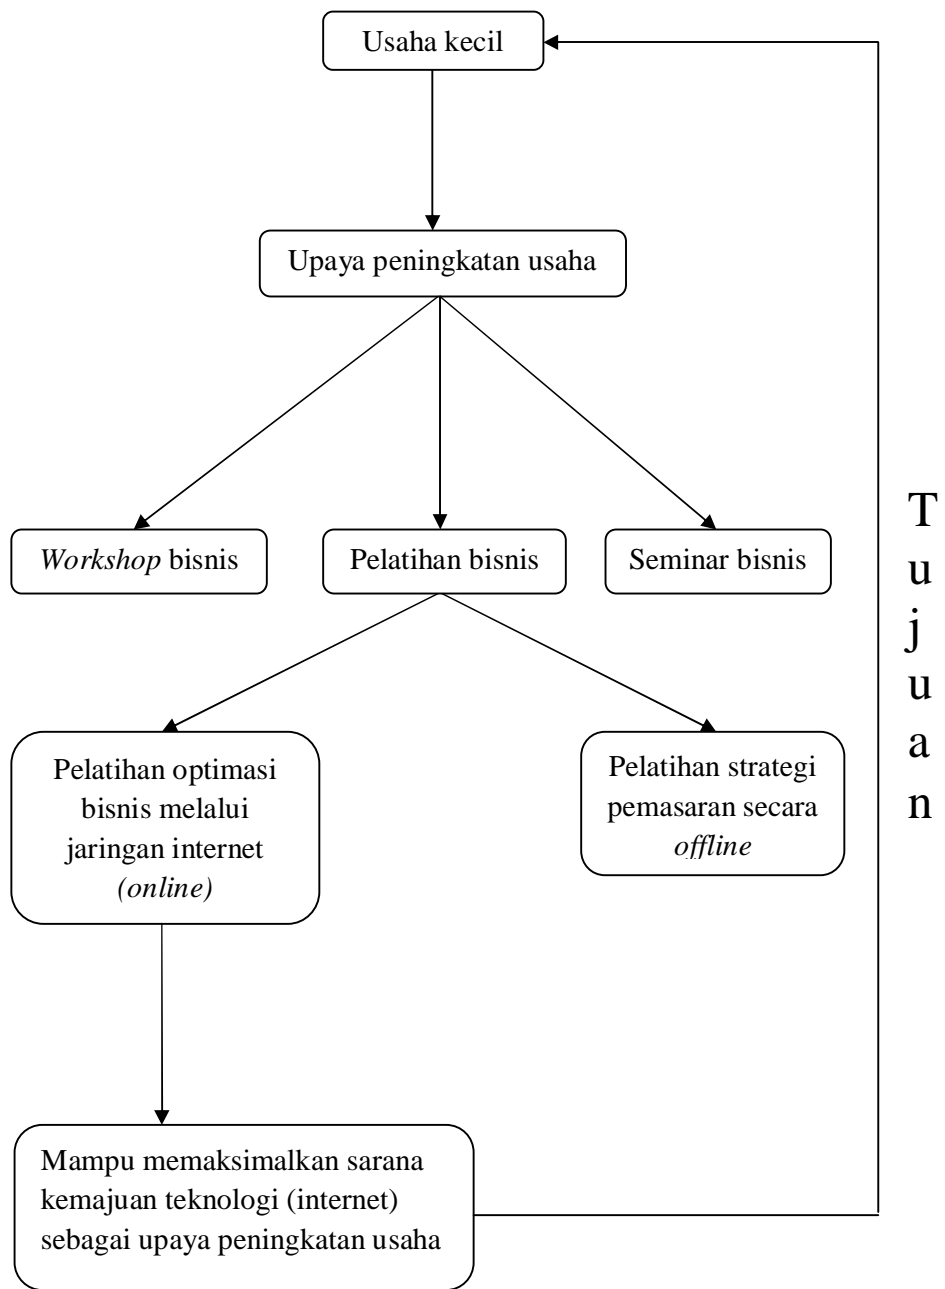 Usaha kecil
Upaya peningkatan usaha
Workshop bisnis
Pelatihan bisnis
Seminar bisnis
Pelatihan optimasi
bisnis melalui
jaringan internet
(online)
Pelatihan strategi
pemasaran secara
offline
Mampu memaksimalkan sarana
kemajuan teknologi (internet)
sebagai upaya peningkatan usaha
T
u
j
u
a
n